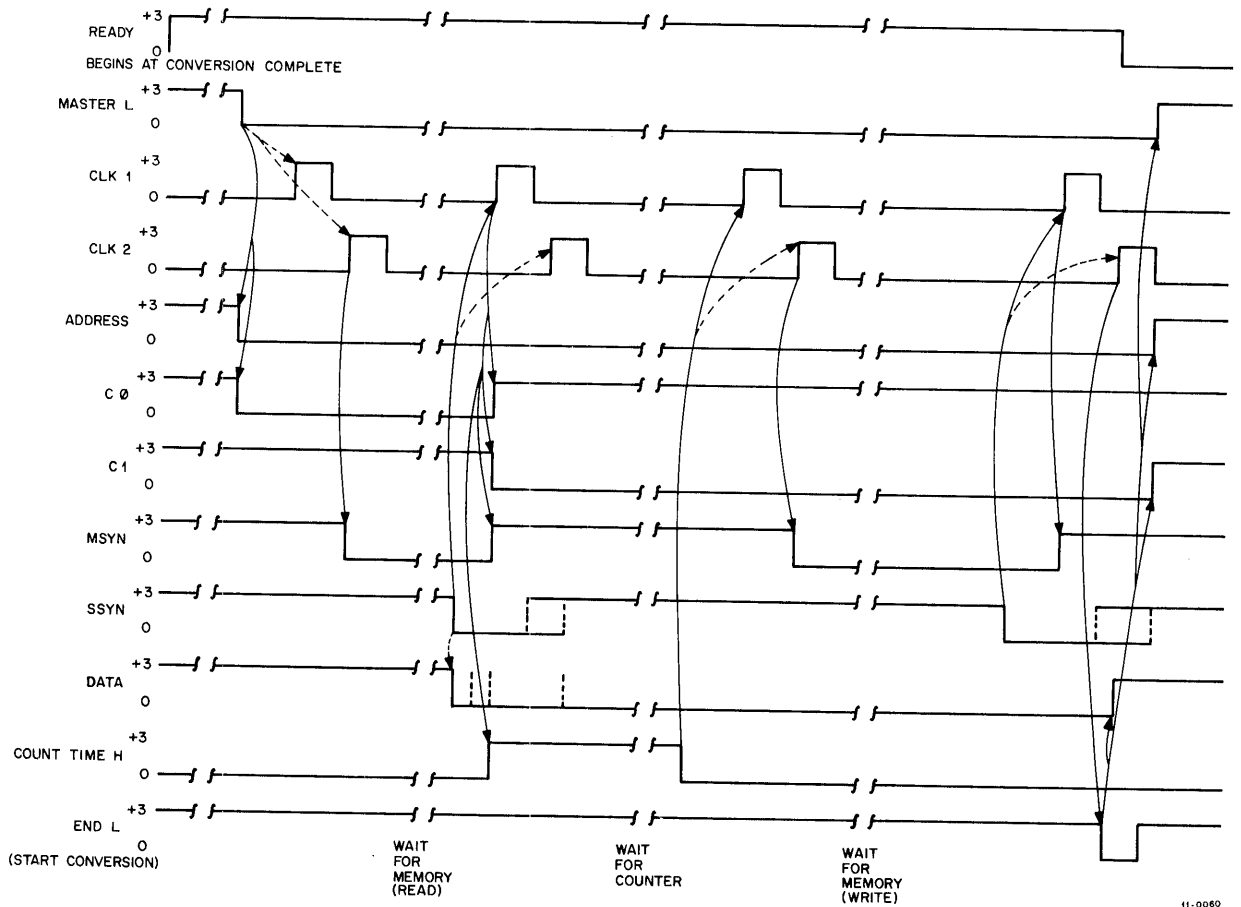 +3
READY
0
BEGINS AT CONVERSION COMPLETE
+3
MASTER L
0
+3
CLK 1
0
+3
CLK 2
0
+3
ADDRESS
0
+3
C Ø
0
+3
C1
0
+3
MSYN
0
+3
SSYN
0
+3
DATA
0
+3
COUNT TIME H
0
+3
END L
0
(START CONVERSION)
WAIT
FOR
MEMORY
(READ)
WAIT
FOR
COUNTER
WAIT
FOR
MEMORY
(WRITE)
11-0060